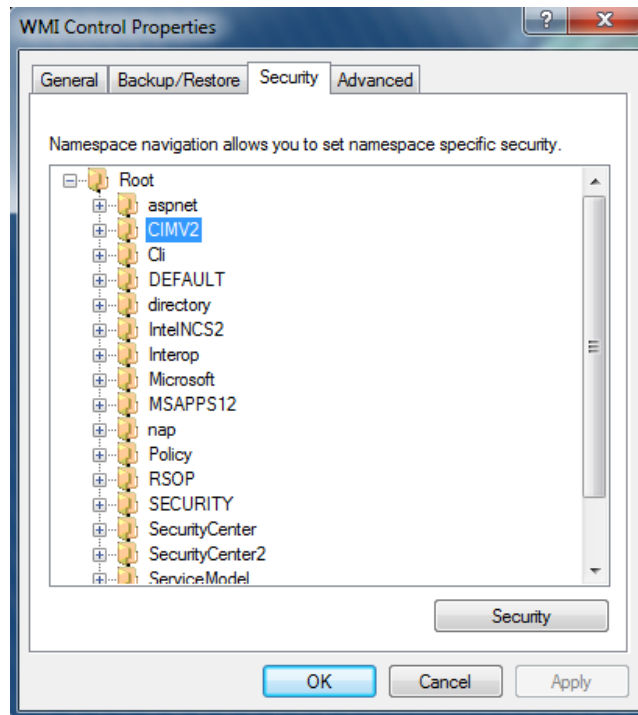 WMI Control Properties
General Backup/Restore Security Advanced
Namespace navigation allows you to set namespace specific security.
Root
aspnet
CIMV2
Cli
DEFAULT
directory
IntelNCS2
Interop
Microsoft
MSAPPS12
nap
Policy
RSOP
SECURITY
SecurityCenter
SecurityCenter2
ServiceModel
Security
OK Cancel Apply